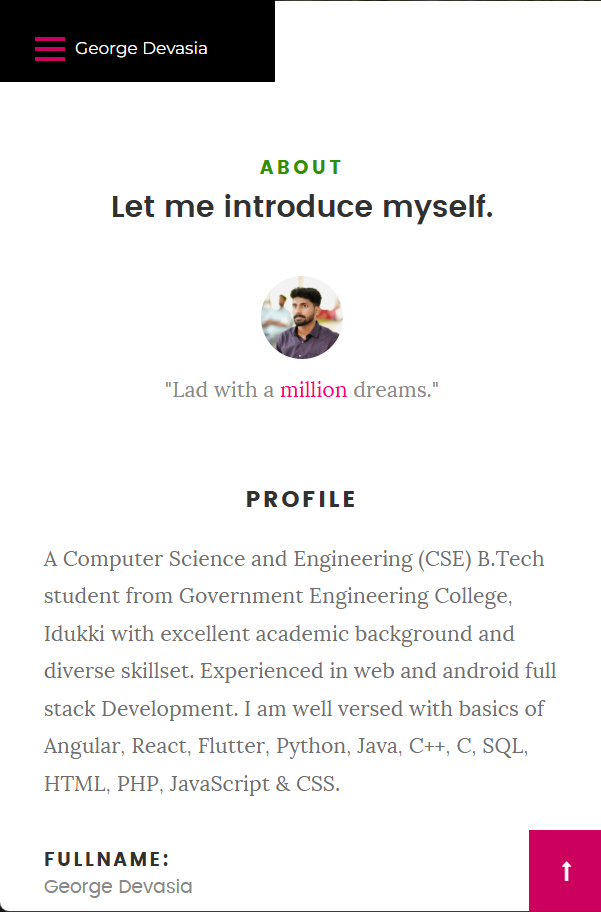 George Devasia
ABOUT
Let me introduce myself.
"Lad with a million dreams."
PROFILE
A Computer Science and Engineering (CSE) B.Tech
student from Government Engineering College,
Idukki with excellent academic background and
diverse skillset. Experienced in web and android full
stack Development. I am well versed with basics of
Angular, React, Flutter, Python, Java, C++, C, SQL,
HTML, PHP, JavaScript & CSS.
FULLNAME:
George Devasia